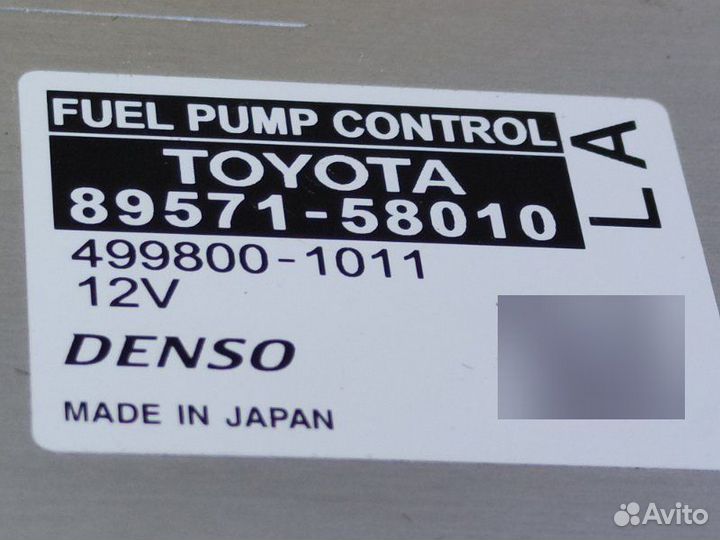 FUEL PUMP CONTROL
TOYOTA
89571-58010
LA
499800-1011
12V
DENSO
MADE IN JAPAN
Avito